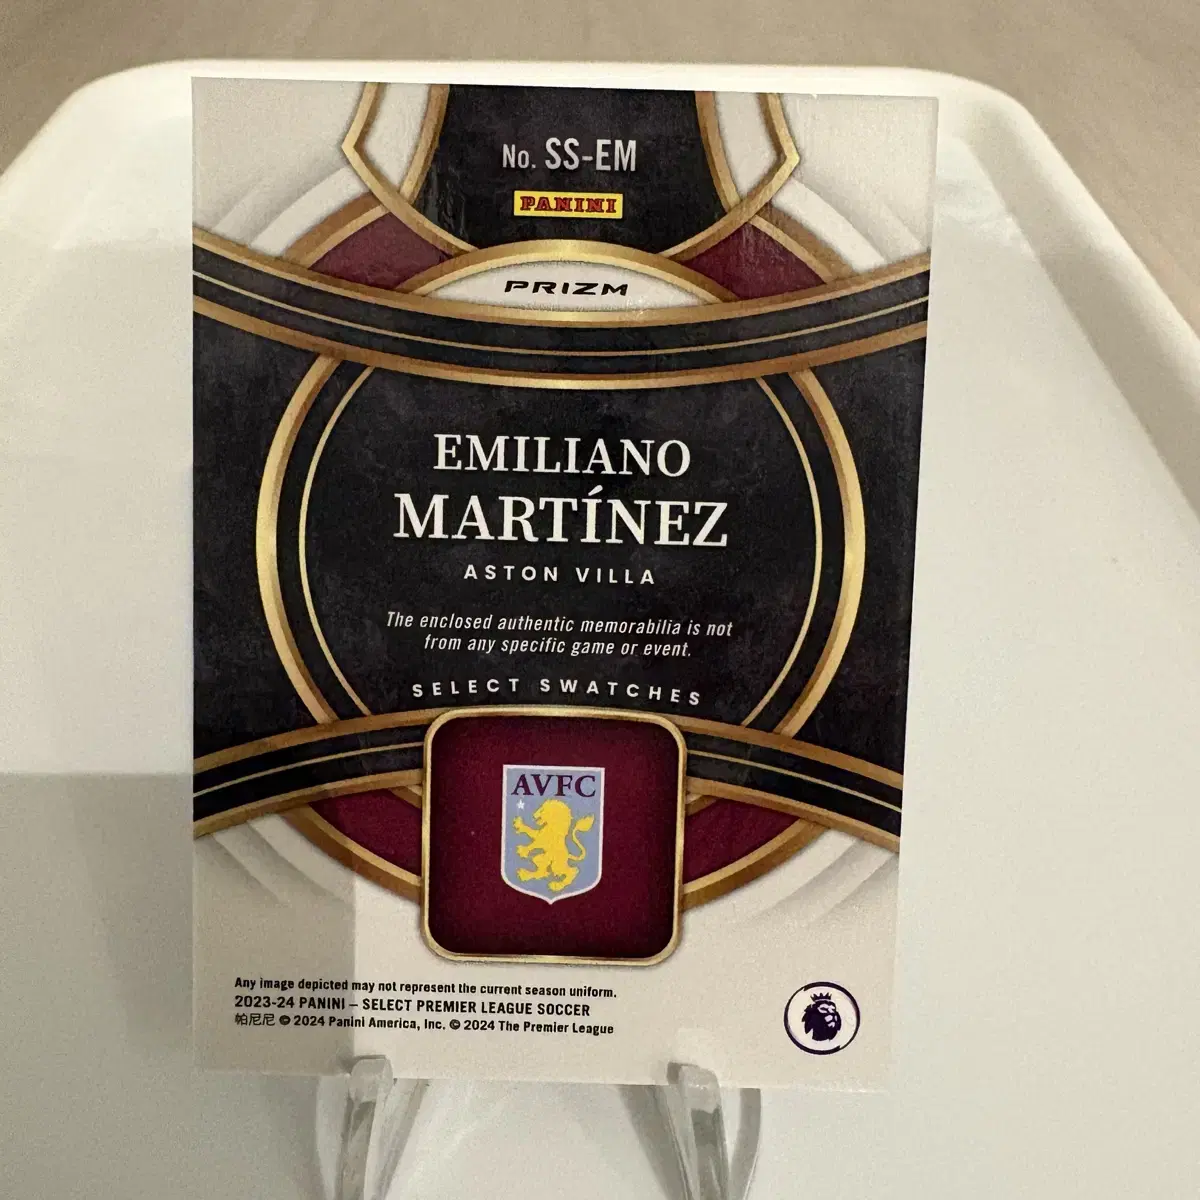 No. SS-EM
PANINI
PRIZM
EMILIANO
MARTÍNEZ
ASTON VILLA
The enclosed authentic memorabilia is not
from any specific game or event.
SELECT SWATCHES
AVFC
Any image depicted may not represent the current season uniform.
2023-24 PANINI – SELECT PREMIER LEAGUE SOCCER
帕尼尼 © 2024 Panini America, Inc. © 2024 The Premier League